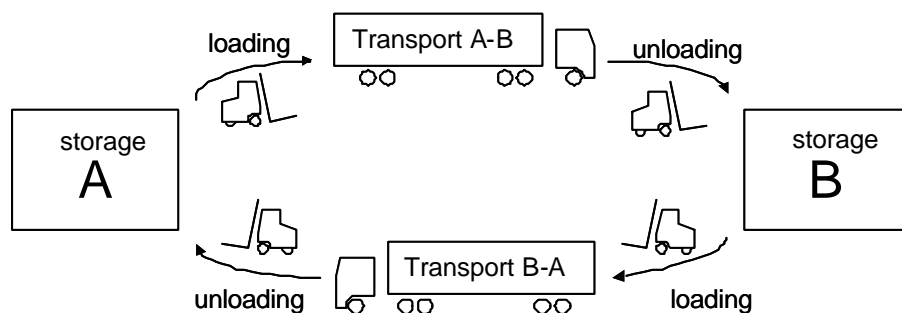 loading
Transport A-B
unloading
storage
A
storage
B
unloading
Transport B-A
loading